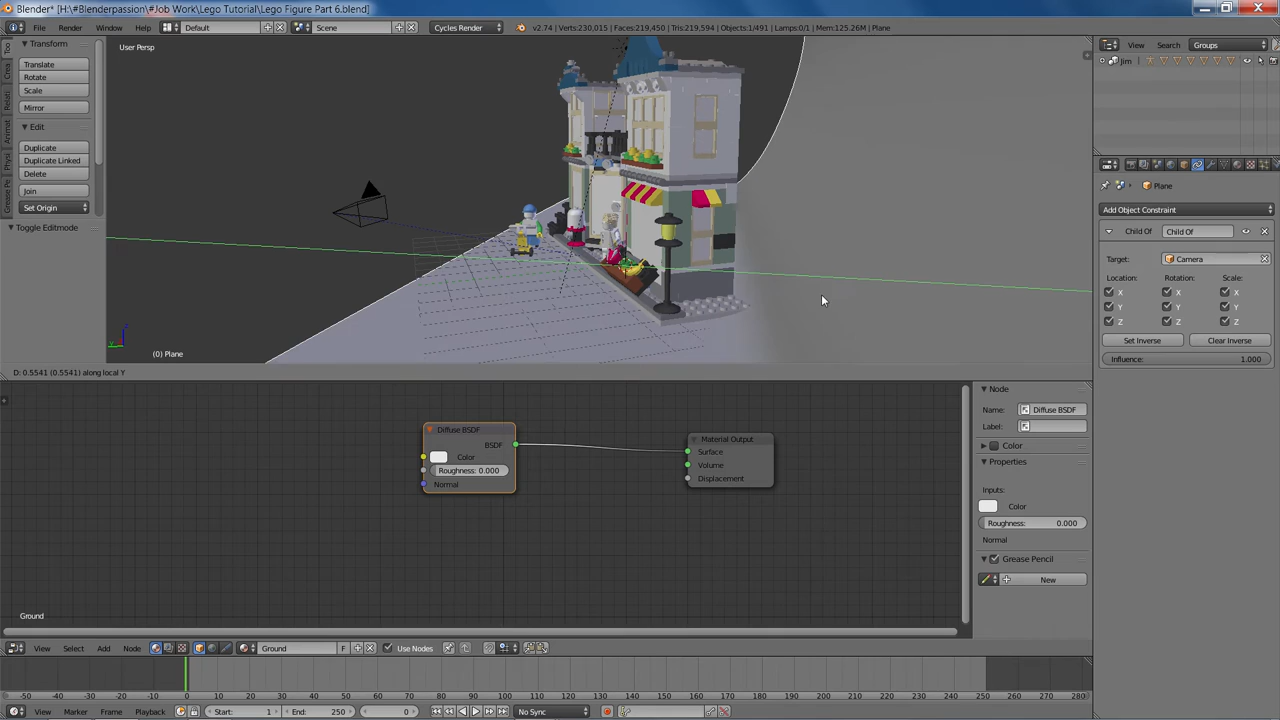 Blender* [H:\#Blenderpassion\#Job Work\Lego Tutorial\Lego Figure Part 6.blend]
File Render Window Help Default Scene Cycles Render v2.74 | Verts:230,015 | Faces:219,450 | Tris:219,594 | Objects:1/491 | Lamps:0/1 | Mem:125.26M | Plane
View Search Groups
Jim
Transform
User Persp
Translate
Rotate
Scale
Mirror
Edit
Duplicate
Duplicate Linked
Delete
Join
Set Origin
Toggle Editmode
Too
Crea
Relati
Animat
Physi
Grease Pe
(0) Plane
D: 0.5541 (0.5541) along local Y
Plane
Add Object Constraint
Child Of Child Of
Target: Camera
Location: Rotation: Scale:
X X X
Y Y Y
Z Z Z
Set Inverse Clear Inverse
Influence: 1.000
Diffuse BSDF
BSDF
Color
Roughness: 0.000
Normal
Material Output
Surface
Volume
Displacement
Node
Name: Diffuse BSDF
Label:
Color
Properties
Inputs:
Color
Roughness: 0.000
Normal
Grease Pencil
New
Ground
View Select Add Node Ground F Use Nodes
-50 -40 -30 -20 -10 0 10 20 30 40 50 60 70 80 90 100 110 120 130 140 150 160 170 180 190 200 210 220 230 240 250 260 270 280
View Marker Frame Playback Start: 1 End: 250 0 No Sync